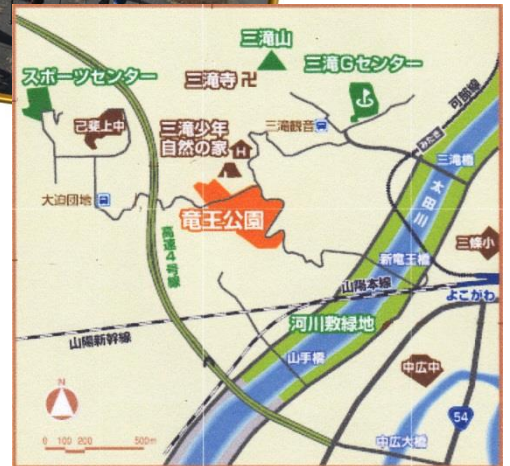 三滝山
スポーツセンター
三滝寺卍
三滝Gセンター
可部線
己斐上中
三滝少年
自然の家
三滝観音
みたき
三滝橋
大迫団地
竜王公園
太田川
三篠小
高速4号線
新竜王橋
山陽本線
よこがわ
山陽新幹線
河川敷緑地
山手橋
中広中
N
54
0 100 200 500m
中広大橋